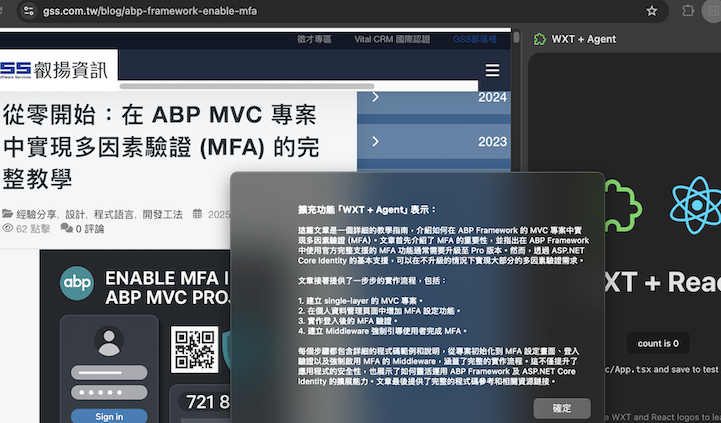 gss.com.tw/blog/abp-framework-enable-mfa
徵才專區 Vital CRM 國際認證 GSS部落格
WXT + Agent
SS 叡揚資訊
Software Services
2024
2023
從零開始：在 ABP MVC 專案
中實現多因素驗證 (MFA) 的完
整教學
經驗分享, 設計, 程式語言, 開發工法 2025
62 點擊 0 評論
abp
ENABLE MFA I
ABP MVC PROJ
Sign in
721 8
擴充功能「WXT + Agent」表示：
這篇文章是一個詳細的教學指南，介紹如何在 ABP Framework 的 MVC 專案中實
現多因素驗證 (MFA)。文章首先介紹了 MFA 的重要性，並指出在 ABP Framework
中使用官方完整支援的 MFA 功能通常需要升級至 Pro 版本。然而，透過 ASP.NET
Core Identity 的基本支援，可以在不升級的情況下實現大部分的多因素驗證需求。
文章接著提供了一步步的實作流程，包括：
1. 建立 single-layer 的 MVC 專案。
2. 在個人資料管理頁面中增加 MFA 設定功能。
3. 實作登入後的 MFA 驗證。
4. 建立 Middleware 強制引導使用者完成 MFA。
每個步驟都包含詳細的程式碼範例和說明，從專案初始化到 MFA 設定畫面、登入
驗證以及強制啟用 MFA 的 Middleware，涵蓋了完整的實作流程。這不僅提升了
應用程式的安全性，也展示了如何靈活運用 ABP Framework 及 ASP.NET Core
Identity 的擴展能力。文章最後提供了完整的程式碼參考和相關資源鏈接。
確定
XT + Reac
count is 0
c/App.tsx and save to test
e WXT and React logos to lea